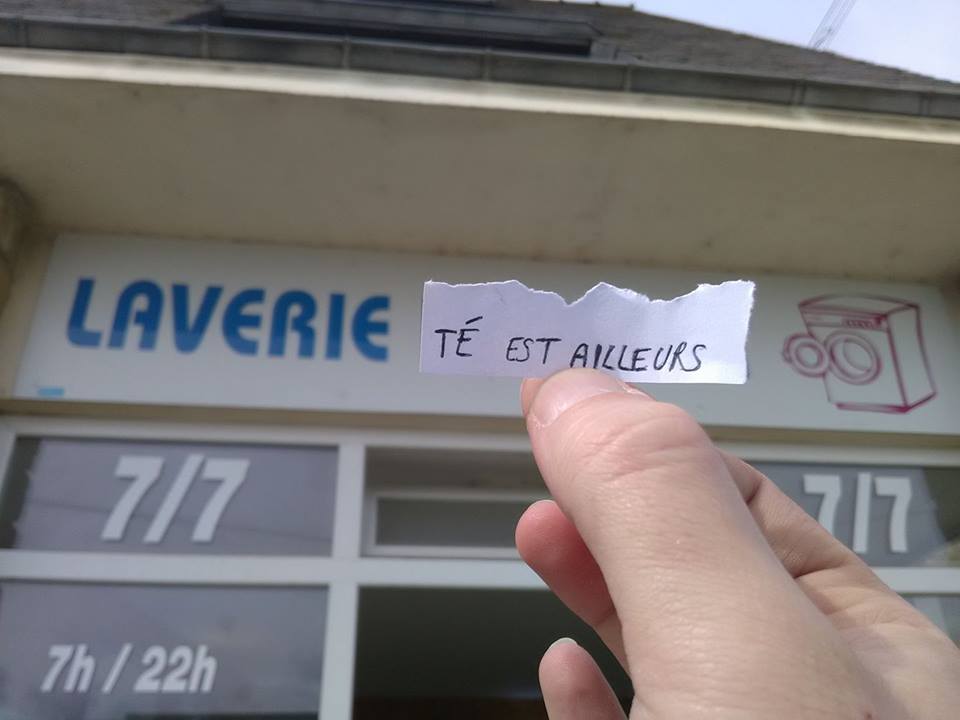 LAVERIE
TÉ EST AILLEURS
7/7
7/7
7h / 22h